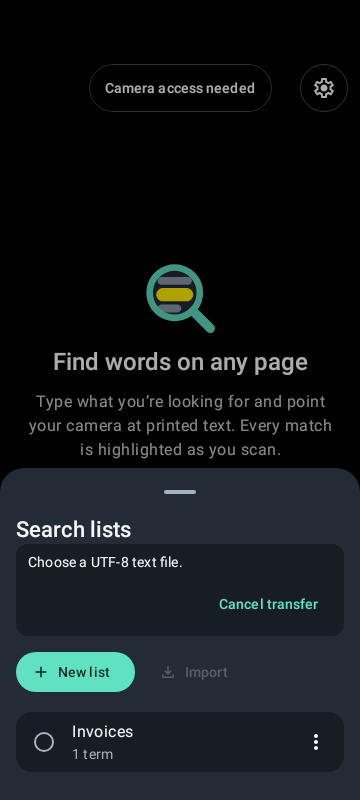 Camera access needed
Find words on any page
Type what you're looking for and point
your camera at printed text. Every match
is highlighted as you scan.
Search lists
Choose a UTF-8 text file.
Cancel transfer
New list
Import
Invoices
1 term